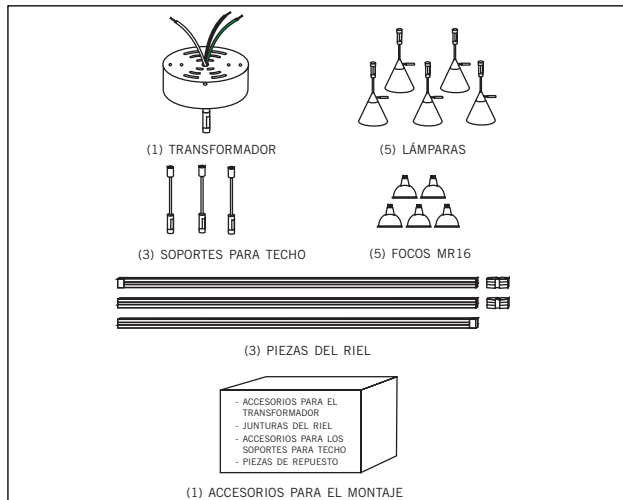 (1) TRANSFORMADOR
(5) LÁMPARAS
(3) SOPORTES PARA TECHO
(5) FOCOS MR16
(3) PIEZAS DEL RIEL
- ACCESORIOS PARA EL
TRANSFORMADOR
- JUNTURAS DEL RIEL
- ACCESORIOS PARA LOS
SOPORTES PARA TECHO
- PIEZAS DE REPUESTO
(1) ACCESORIOS PARA EL MONTAJE